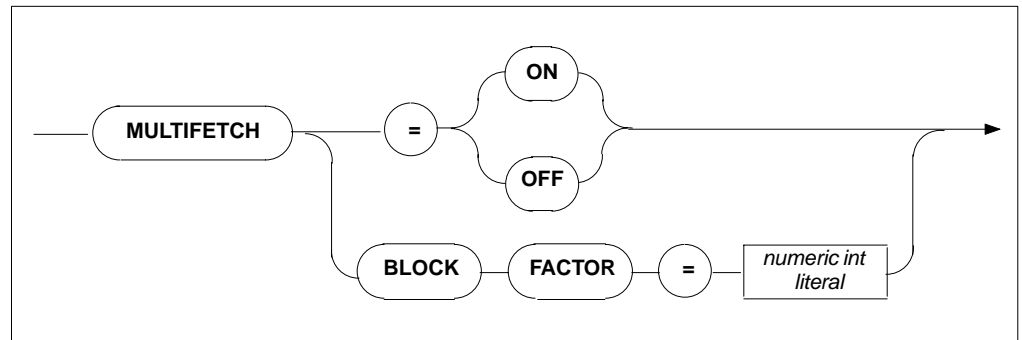 ON
MULTIFETCH
=
OFF
BLOCK
FACTOR
=
numeric int
literal